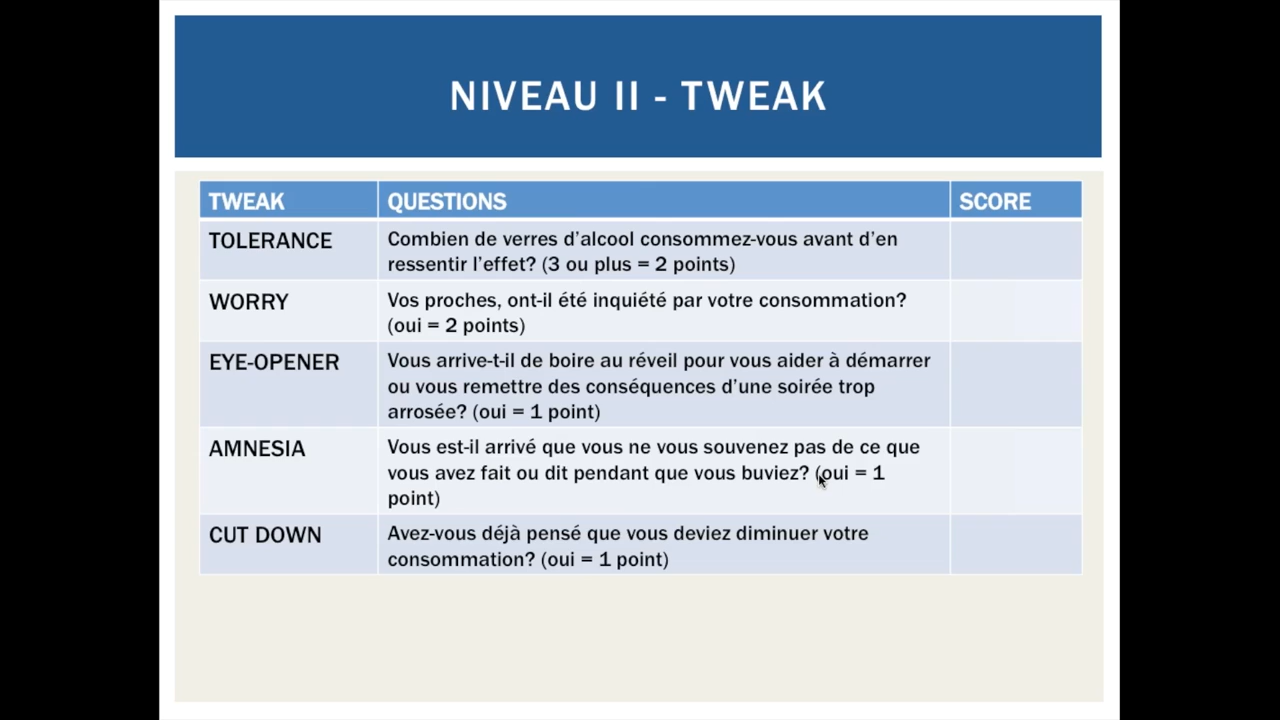 NIVEAU II - TWEAK
TWEAK QUESTIONS SCORE
TOLERANCE Combien de verres d'alcool consommez-vous avant d'en
ressentir l'effet? (3 ou plus = 2 points)
WORRY Vos proches, ont-il été inquiété par votre consommation?
(oui = 2 points)
EYE-OPENER Vous arrive-t-il de boire au réveil pour vous aider à démarrer
ou vous remettre des conséquences d'une soirée trop
arrosée? (oui = 1 point)
AMNESIA Vous est-il arrivé que vous ne vous souvenez pas de ce que
vous avez fait ou dit pendant que vous buviez? (oui = 1
point)
CUT DOWN Avez-vous déjà pensé que vous deviez diminuer votre
consommation? (oui = 1 point)